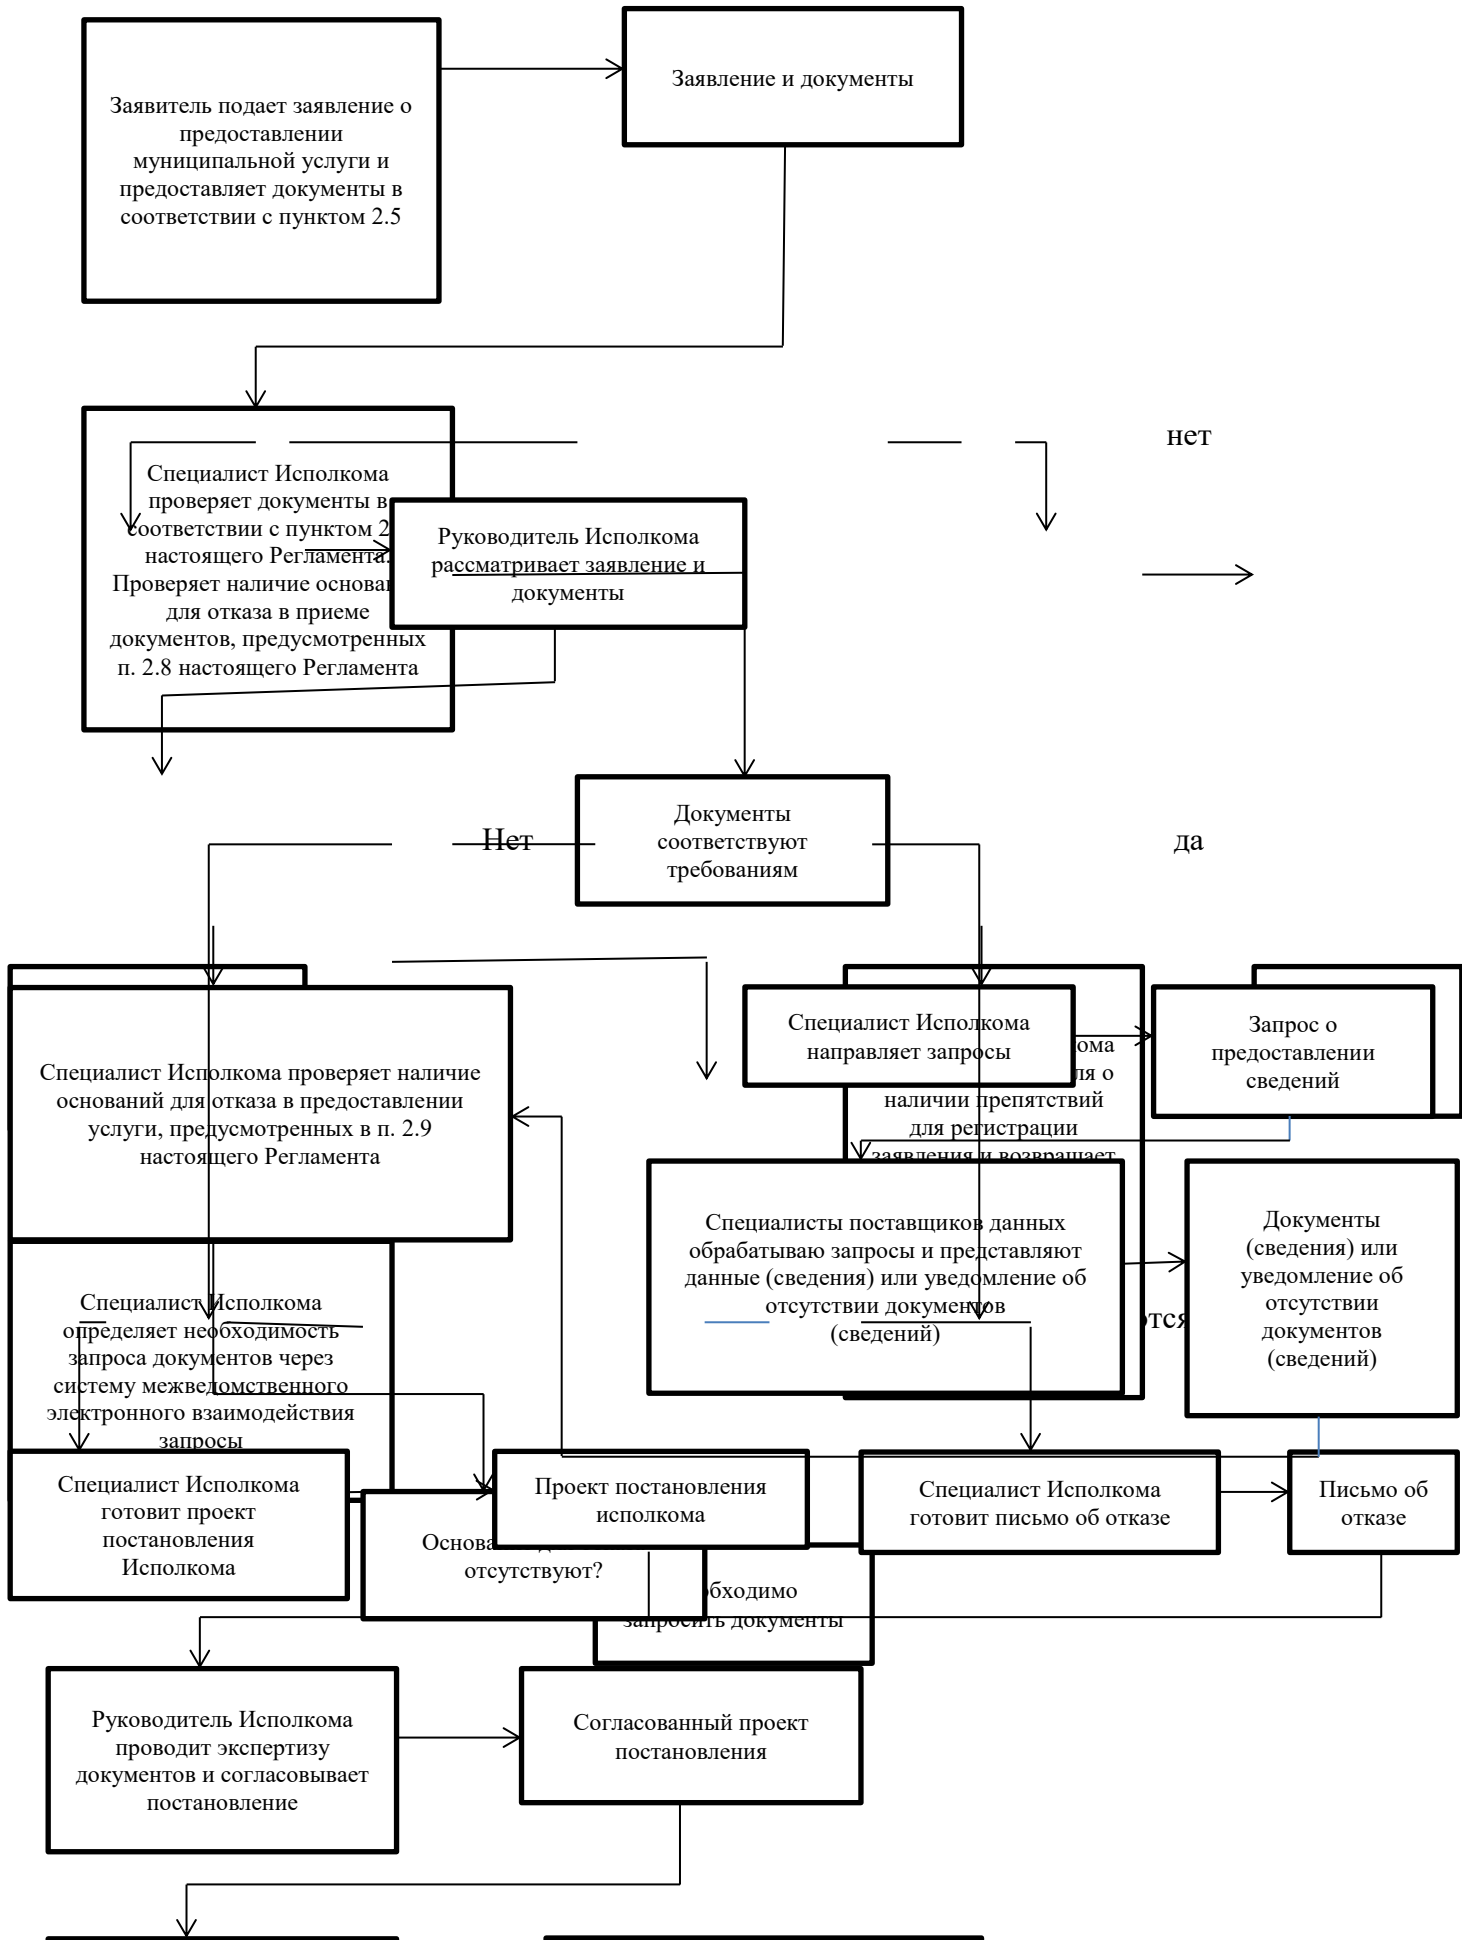 Заявитель подает заявление о
предоставлении
муниципальной услуги и
предоставляет документы в
соответствии с пунктом 2.5
Заявление и документы
нет
Специалист Исполкома
проверяет документы в
соответствии с пунктом 2
настоящего Регламента.
Проверяет наличие
для отказа в приеме
документов, предусмотренных
п. 2.8 настоящего Регламента
Руководитель Исполкома
рассматривает заявление и
документы
Документы
соответствуют
требованиям
Нет
да
Специалист Исполкома проверяет наличие
оснований для отказа в предоставлении
услуги, предусмотренных в п. 2.9
настоящего Регламента
Специалист Исполкома
направляет запросы
о
наличии препятствий
для регистрации
заявления и возвращает
Запрос о
предоставлении
сведений
Специалисты поставщиков данных
обрабатываю запросы и представляют
данные (сведения) или уведомление об
отсутствии документов
(сведений)
Документы
(сведения) или
уведомление об
отсутствии
документов
(сведений)
Специалист Исполкома
определяет необходимость
запроса документов через
систему межведомственного
электронного взаимодействия
запросы
Специалист Исполкома
готовит проект
постановления
Исполкома
Проект постановления
исполкома
Специалист Исполкома
готовит письмо об отказе
Письмо об
отказе
отсутствуют?
запросить документы
Руководитель Исполкома
проводит экспертизу
документов и согласовывает
постановление
Согласованный проект
постановления